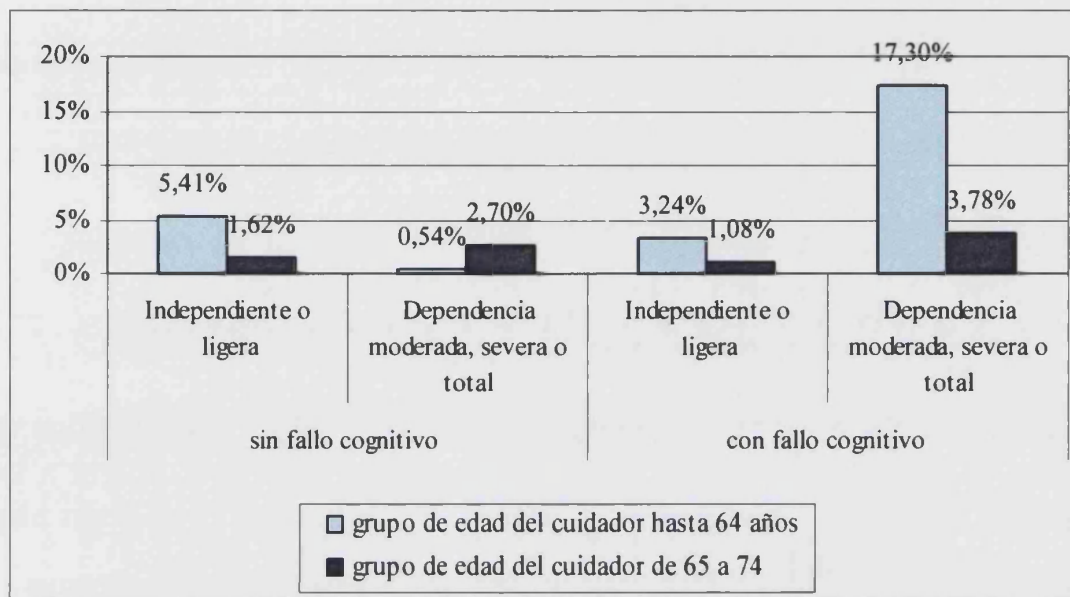 20%
15%
10%
5%
0%
5,41%
1,62%
0,54%
2,70%
3,24%
1,08%
17,30%
3,78%
Independiente o
ligera
Dependencia
moderada, severa o
total
Independiente o
ligera
Dependencia
moderada, severa o
total
sin fallo cognitivo
con fallo cognitivo
grupo de edad del cuidador hasta 64 años
grupo de edad del cuidador de 65 a 74